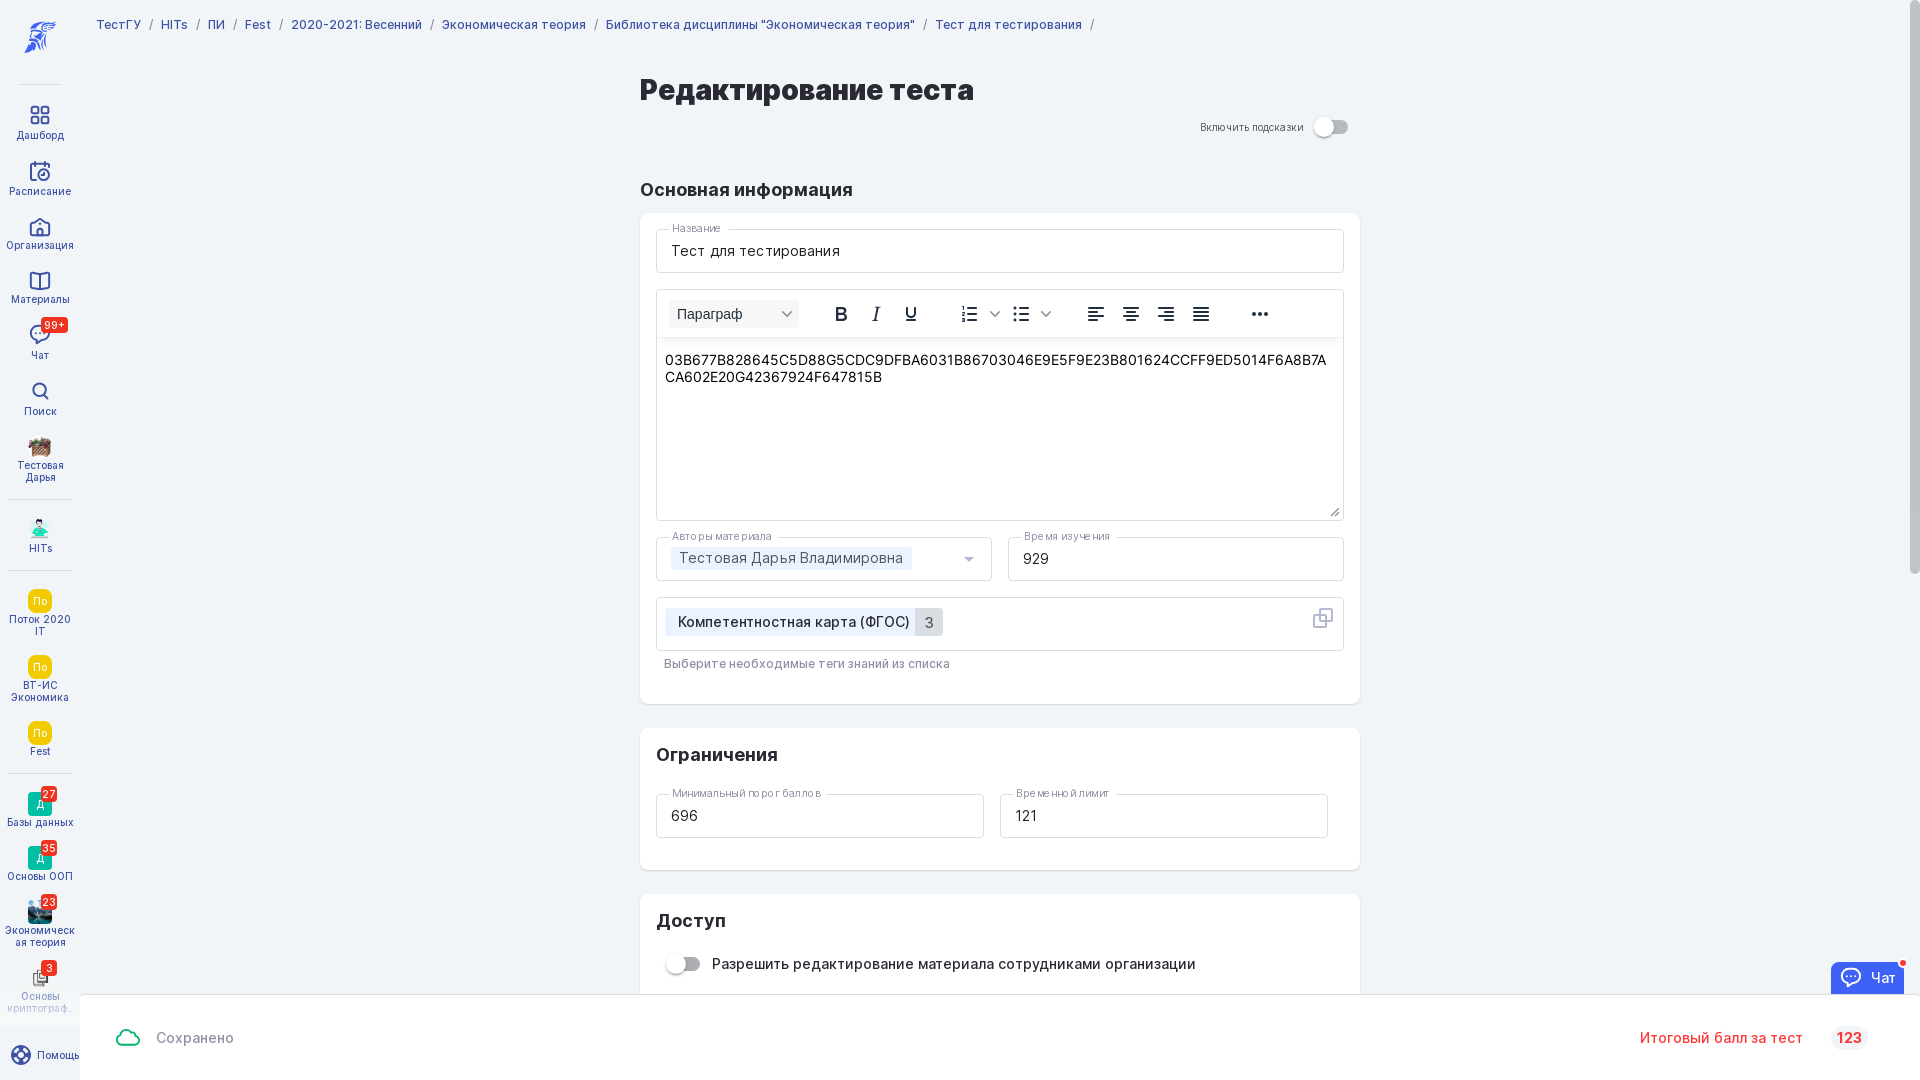 ТестГУ / HITs / ПИ / Fest / 2020-2021: Весенний / Экономическая теория / Библиотека дисциплины "Экономическая теория" / Тест для тестирования /
Дашборд
Расписание
Организация
Материалы
99+
Чат
Поиск
Тестовая
Дарья
HITs
По
Поток 2020
IT
По
ВТ-ИС
Экономика
По
Fest
27
Д
Базы данных
35
Д
Основы ООП
23
Экономическ
ая теория
3
Основы
криптограф...
Помощь
Редактирование теста
Включить подсказки
Основная информация
Название
Тест для тестирования
Параграф B I U
03B677B828645C5D88G5CDC9DFBA6031B86703046E9E5F9E23B801624CCFF9ED5014F6A8B7A
CA602E20G42367924F647815B
Авторы материала
Тестовая Дарья Владимировна
Время изучения
929
Компетентностная карта (ФГОС) 3
Выберите необходимые теги знаний из списка
Ограничения
Минимальный порог баллов
696
Временной лимит
121
Доступ
Разрешить редактирование материала сотрудниками организации
Чат
Сохранено
Итоговый балл за тест 123